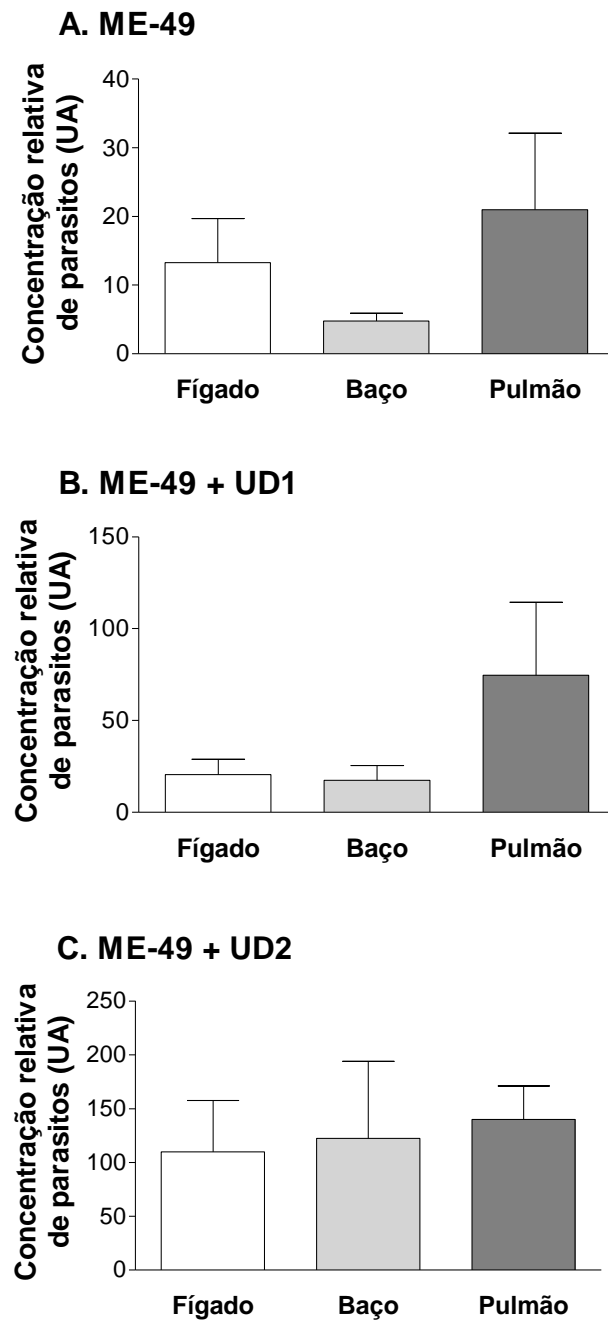 A. ME-49
Concentração relativa
de parasitos (UA)
40
30
20
10
0
Fígado Baço Pulmão
B. ME-49 + UD1
Concentração relativa
de parasitos (UA)
150
100
50
0
Fígado Baço Pulmão
C. ME-49 + UD2
Concentração relativa
de parasitos (UA)
250
200
150
100
50
0
Fígado Baço Pulmão